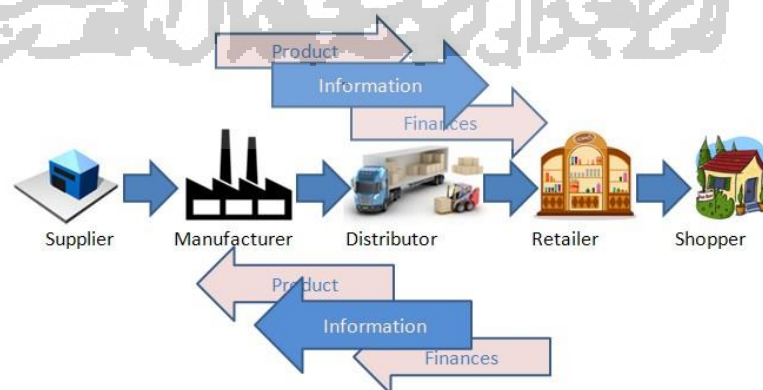 Product
Information
Finances
Supplier
Manufacturer
Distributor
Retailer
Shopper
Product
Information
Finances